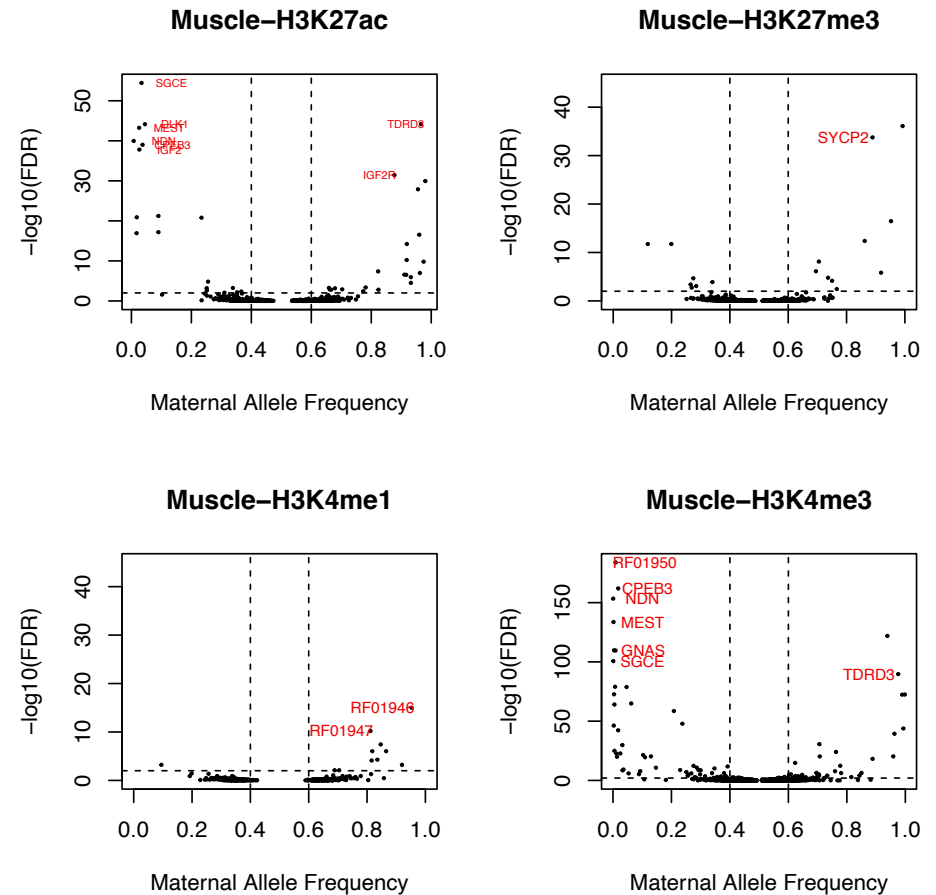 Muscle−H3K27ac
−log10(FDR)
50
30
10
0
SGCE
DLK1
MEST
NDN
CPEB3
IGF2
TDRD3
IGF2R
0.0 0.2 0.4 0.6 0.8 1.0
Maternal Allele Frequency
Muscle−H3K27me3
−log10(FDR)
40
30
20
10
0
SYCP2
0.0 0.2 0.4 0.6 0.8 1.0
Maternal Allele Frequency
Muscle−H3K4me1
−log10(FDR)
40
30
20
10
0
RF01946
RF01947
0.0 0.2 0.4 0.6 0.8 1.0
Maternal Allele Frequency
Muscle−H3K4me3
−log10(FDR)
150
100
50
0
RF01950
CPEB3
NDN
MEST
GNAS
SGCE
TDRD3
0.0 0.2 0.4 0.6 0.8 1.0
Maternal Allele Frequency